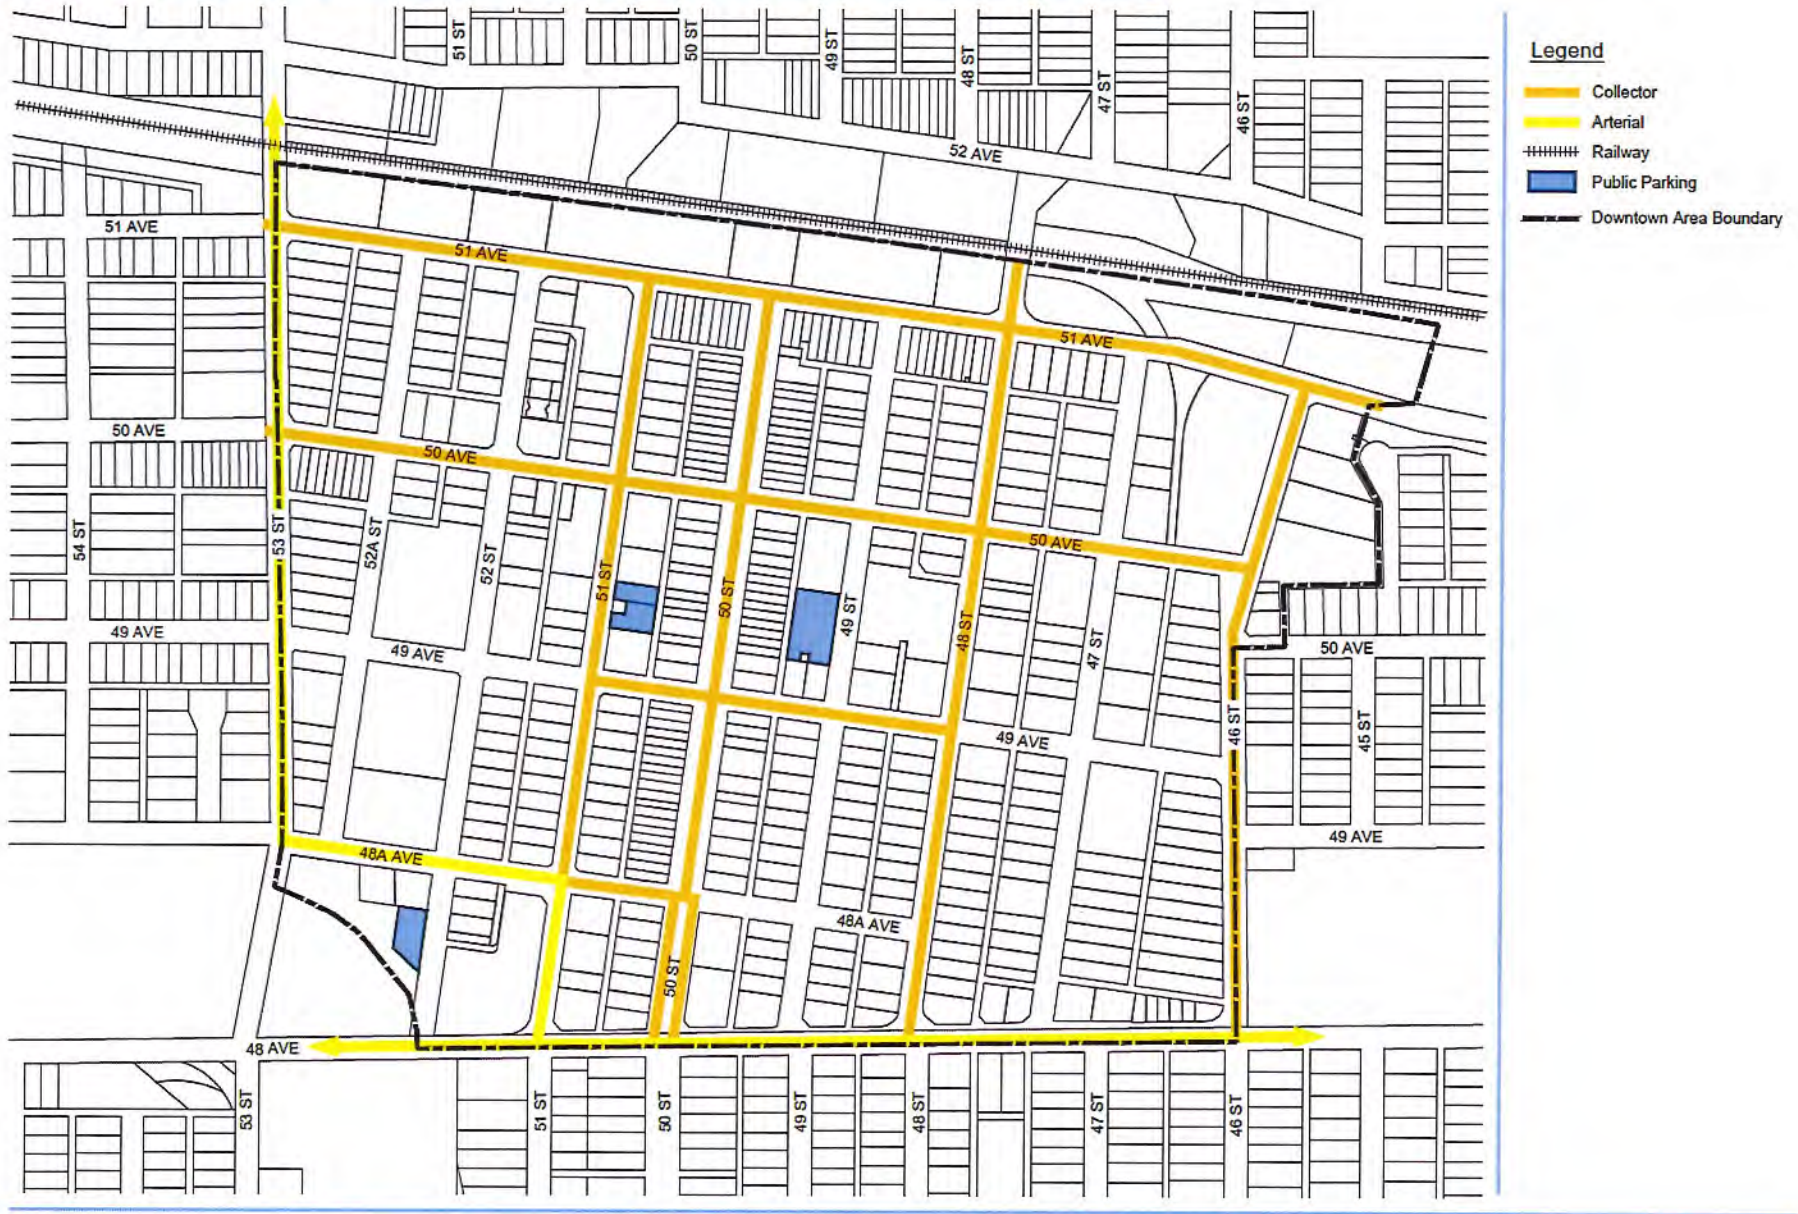 51 ST
50 ST
49 ST
48 ST
47 ST
46 ST
Legend
Collector
Arterial
Railway
Public Parking
Downtown Area Boundary
52 AVE
51 AVE
51 AVE
51 AVE
50 AVE
50 AVE
50 AVE
54 ST
53 ST
52A ST
52 ST
51 ST
50 ST
49 ST
48 ST
47 ST
49 AVE
49 AVE
50 AVE
46 ST
45 ST
49 AVE
49 AVE
48A AVE
48A AVE
50 ST
48 AVE
53 ST
51 ST
50 ST
49 ST
48 ST
47 ST
46 ST